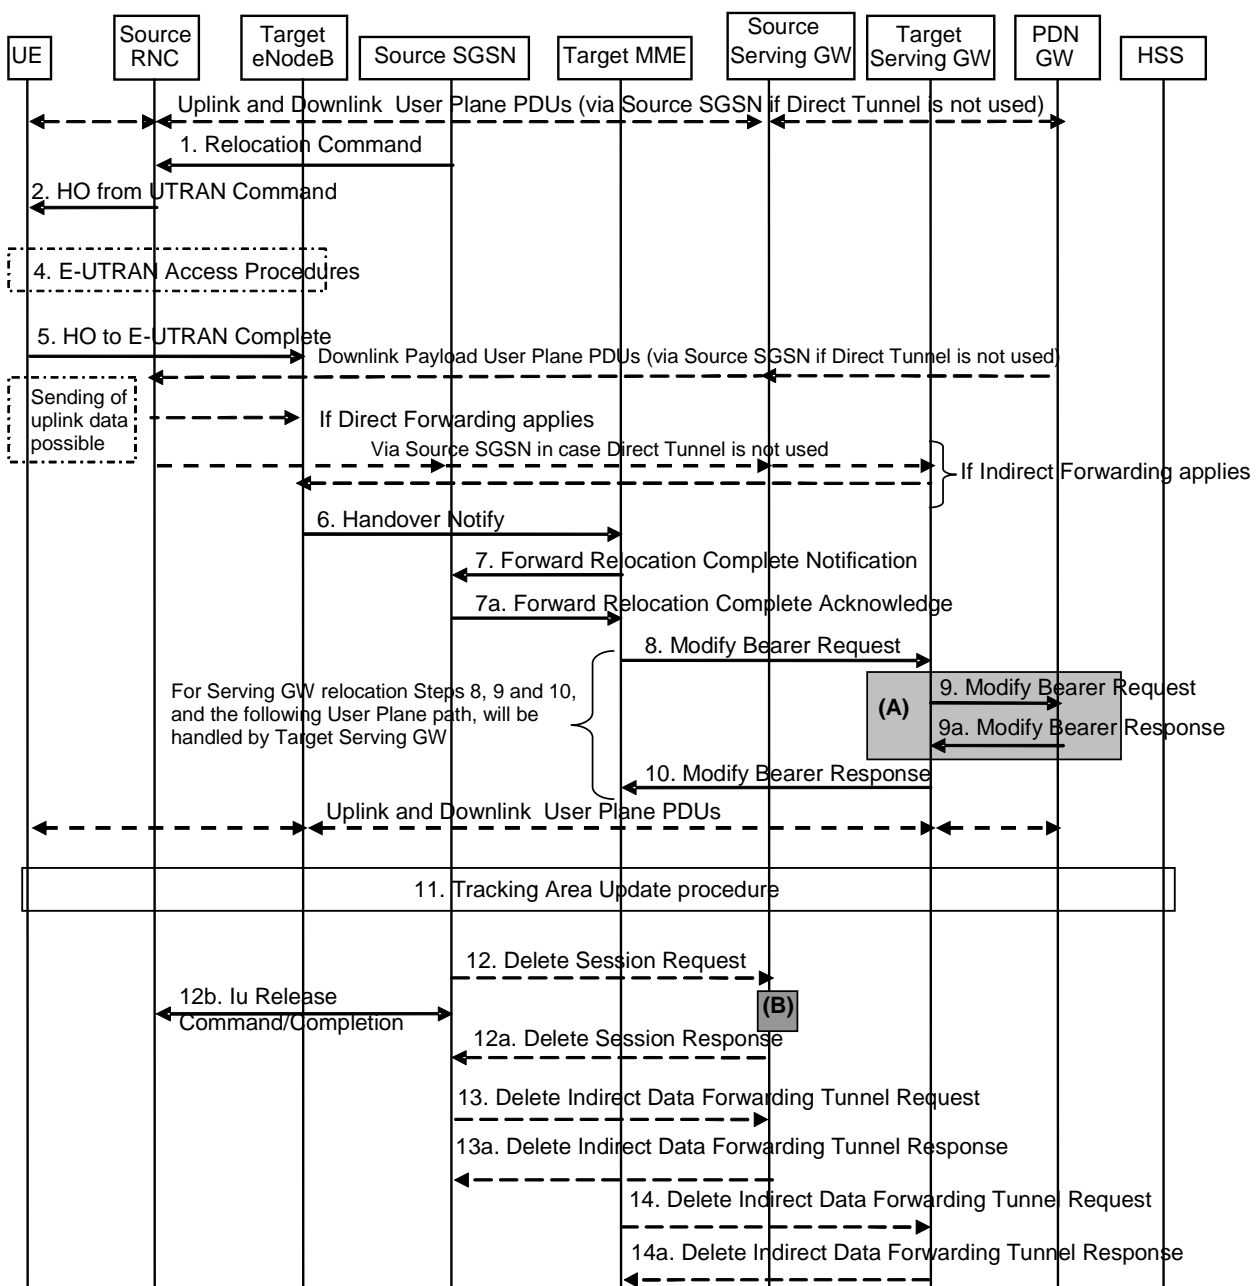 UE
Source
RNC
Target
eNodeB
Source SGSN
Target MME
Source
Serving GW
Target
Serving GW
PDN
GW
HSS
Uplink and Downlink User Plane PDUs (via Source SGSN if Direct Tunnel is not used)
1. Relocation Command
2. HO from UTRAN Command
4. E-UTRAN Access Procedures
5. HO to E-UTRAN Complete
Downlink Payload User Plane PDUs (via Source SGSN if Direct Tunnel is not used)
Sending of
uplink data
possible
If Direct Forwarding applies
Via Source SGSN in case Direct Tunnel is not used
If Indirect Forwarding applies
6. Handover Notify
7. Forward Relocation Complete Notification
7a. Forward Relocation Complete Acknowledge
8. Modify Bearer Request
For Serving GW relocation Steps 8, 9 and 10,
and the following User Plane path, will be
handled by Target Serving GW
(A)
9. Modify Bearer Request
9a. Modify Bearer Response
10. Modify Bearer Response
Uplink and Downlink User Plane PDUs
11. Tracking Area Update procedure
12. Delete Session Request
12b. Iu Release
Command/Completion
(B)
12a. Delete Session Response
13. Delete Indirect Data Forwarding Tunnel Request
13a. Delete Indirect Data Forwarding Tunnel Response
14. Delete Indirect Data Forwarding Tunnel Request
14a. Delete Indirect Data Forwarding Tunnel Response